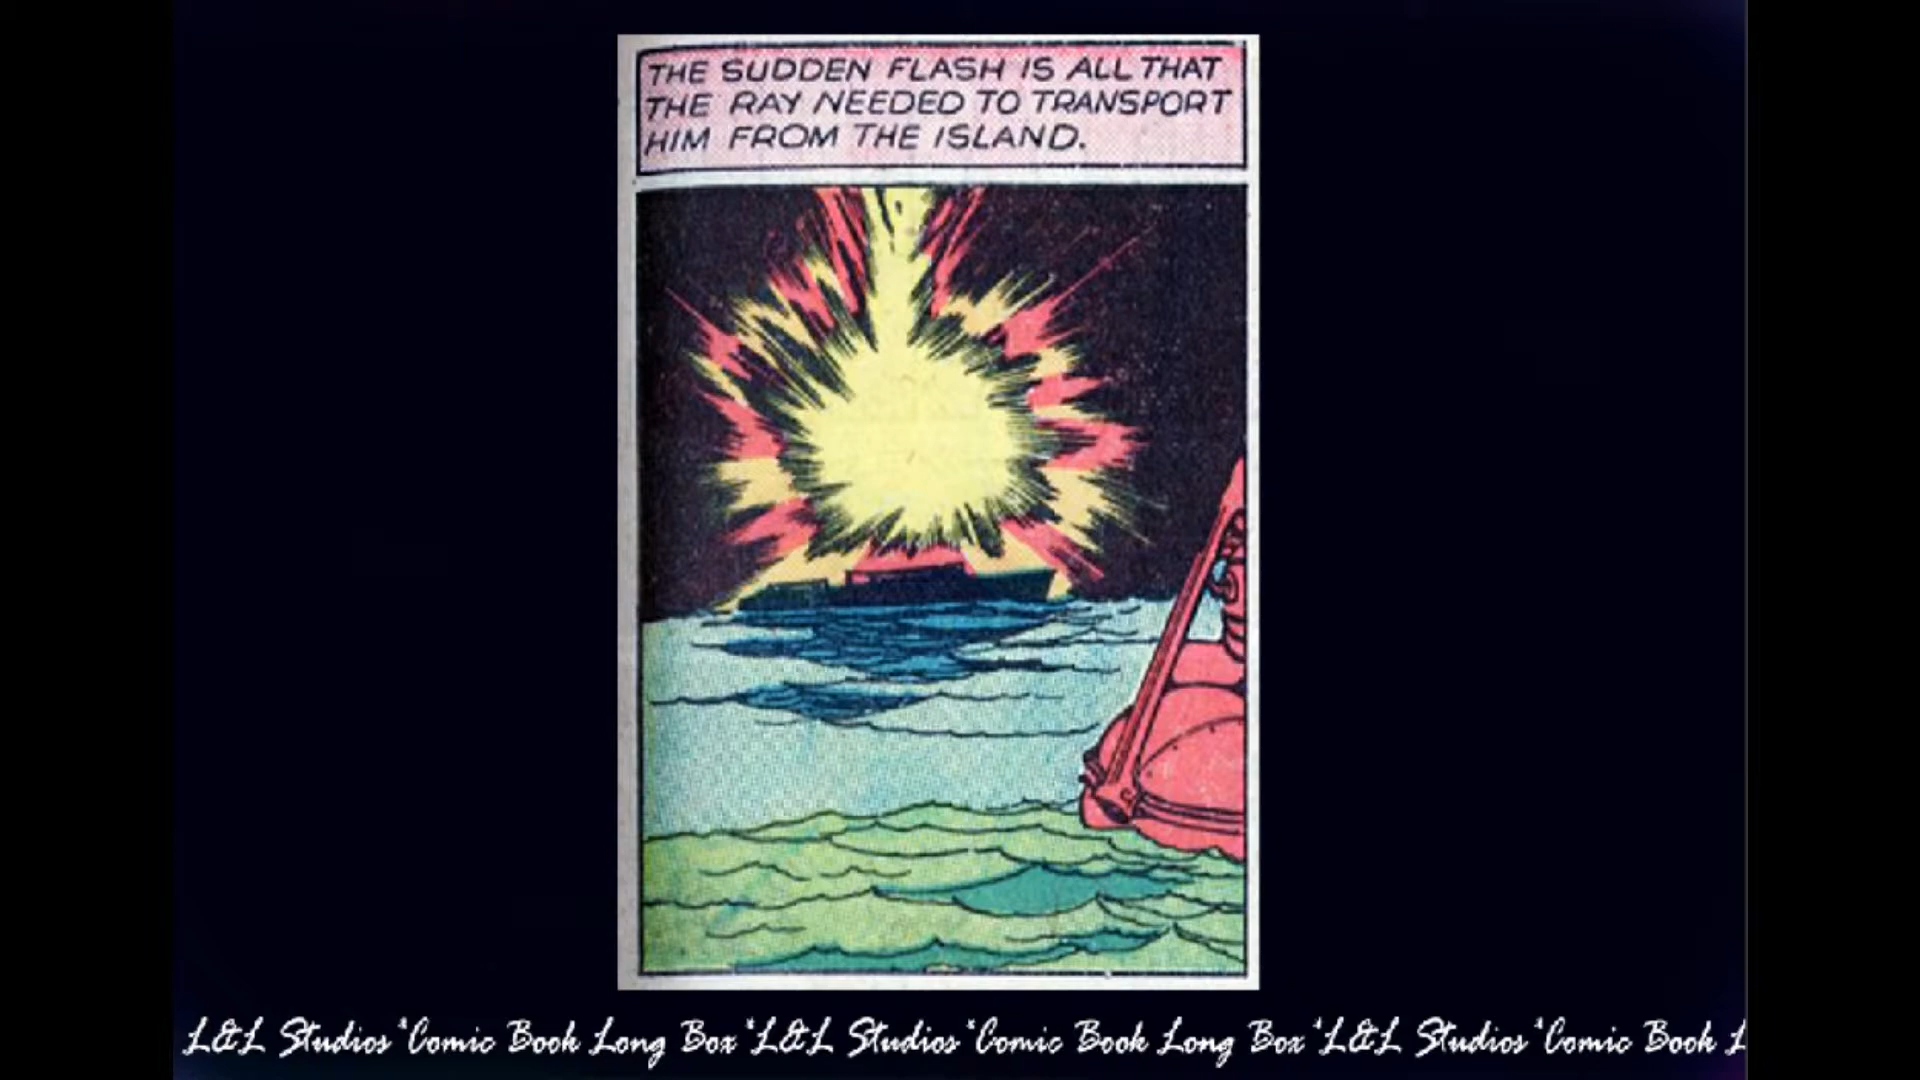 THE SUDDEN FLASH IS ALL THAT
THE RAY NEEDED TO TRANSPORT
HIM FROM THE ISLAND.
L&L Studios *Comic Book Long Box *L&L Studios *Comic Book Long Box *L&L Studios *Comic Book L